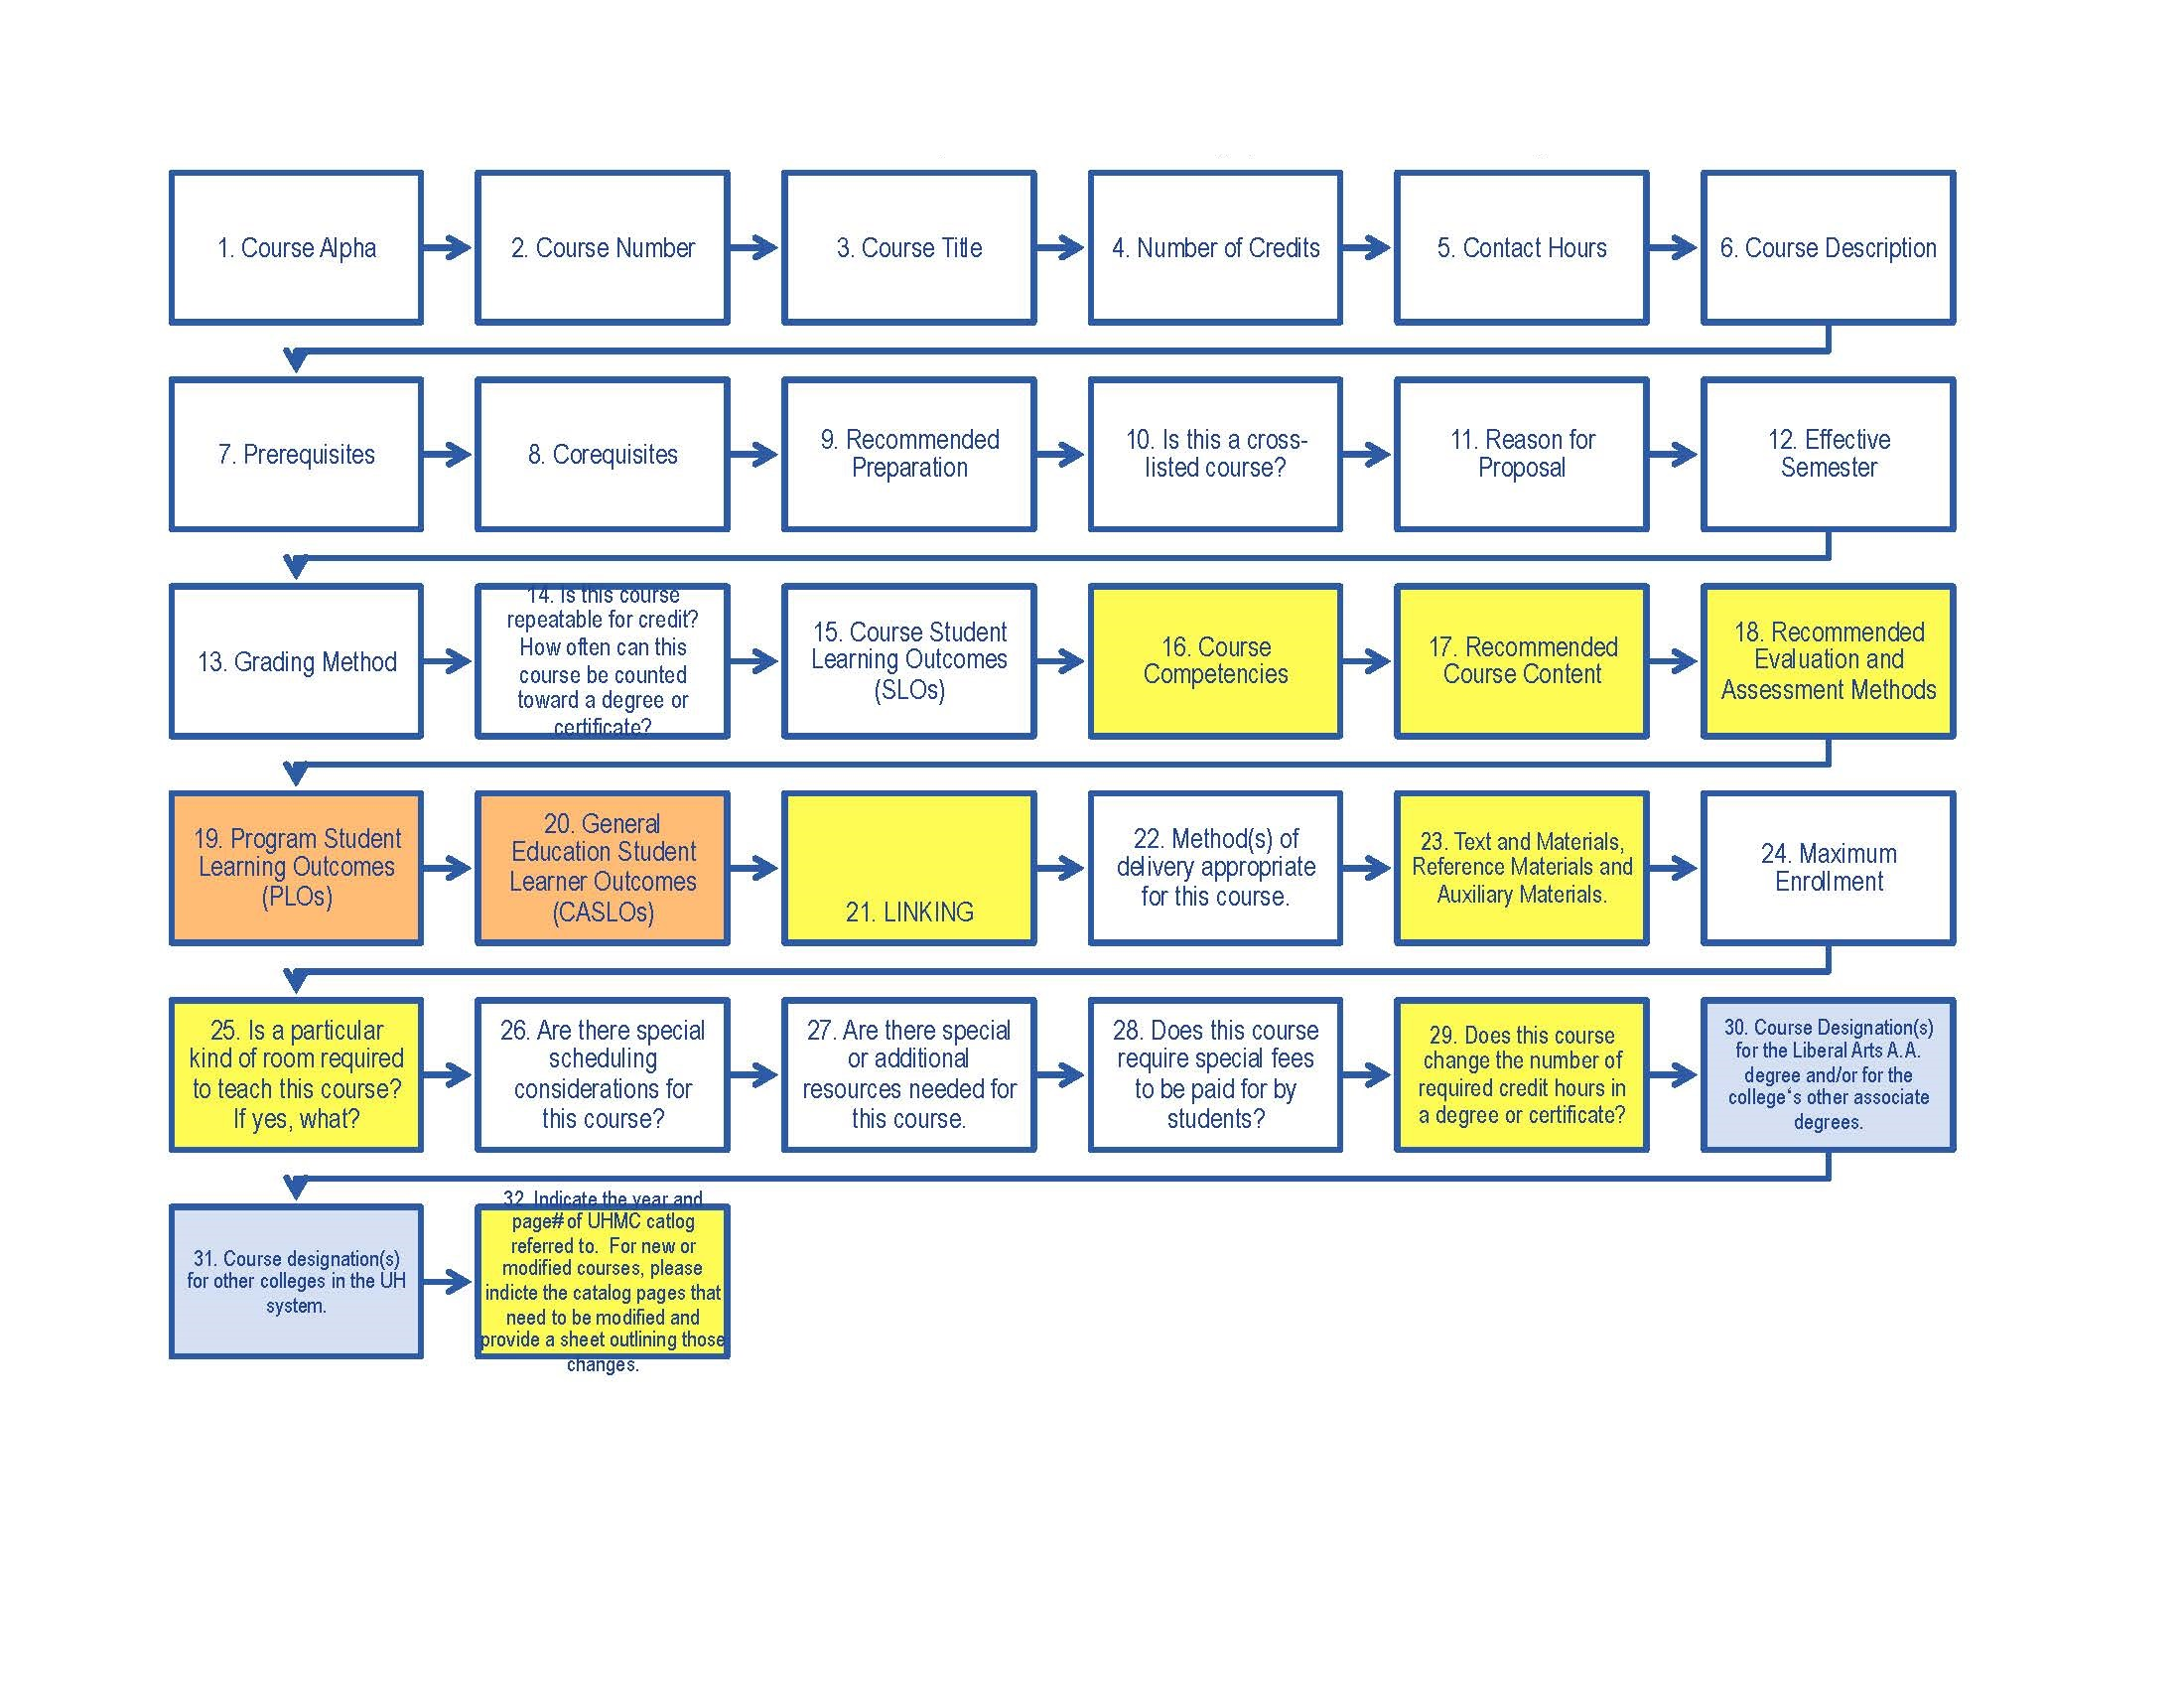 1. Course Alpha
2. Course Number
3. Course Title
4. Number of Credits
5. Contact Hours
6. Course Description
7. Prerequisites
8. Corequisites
9. Recommended
Preparation
10. Is this a cross-
listed course?
11. Reason for
Proposal
12. Effective
Semester
13. Grading Method
14. Is this course
repeatable for credit?
How often can this
course be counted
toward a degree or
certificate?
15. Course Student
Learning Outcomes
(SLOs)
16. Course
Competencies
17. Recommended
Course Content
18. Recommended
Evaluation and
Assessment Methods
19. Program Student
Learning Outcomes
(PLOs)
20. General
Education Student
Learner Outcomes
(CASLOs)
21. LINKING
22. Method(s) of
delivery appropriate
for this course.
23. Text and Materials,
Reference Materials and
Auxiliary Materials.
24. Maximum
Enrollment
25. Is a particular
kind of room required
to teach this course?
If yes, what?
26. Are there special
scheduling
considerations for
this course?
27. Are there special
or additional
resources needed for
this course.
28. Does this course
require special fees
to be paid for by
students?
29. Does this course
change the number of
required credit hours in
a degree or certificate?
30. Course Designation(s)
for the Liberal Arts A.A.
degree and/or for the
college's other associate
degrees.
31. Course designation(s)
for other colleges in the UH
system.
32. Indicate the year and
page# of UHMC catlog
referred to. For new or
modified courses, please
indicte the catalog pages that
need to be modified and
provide a sheet outlining those
changes.